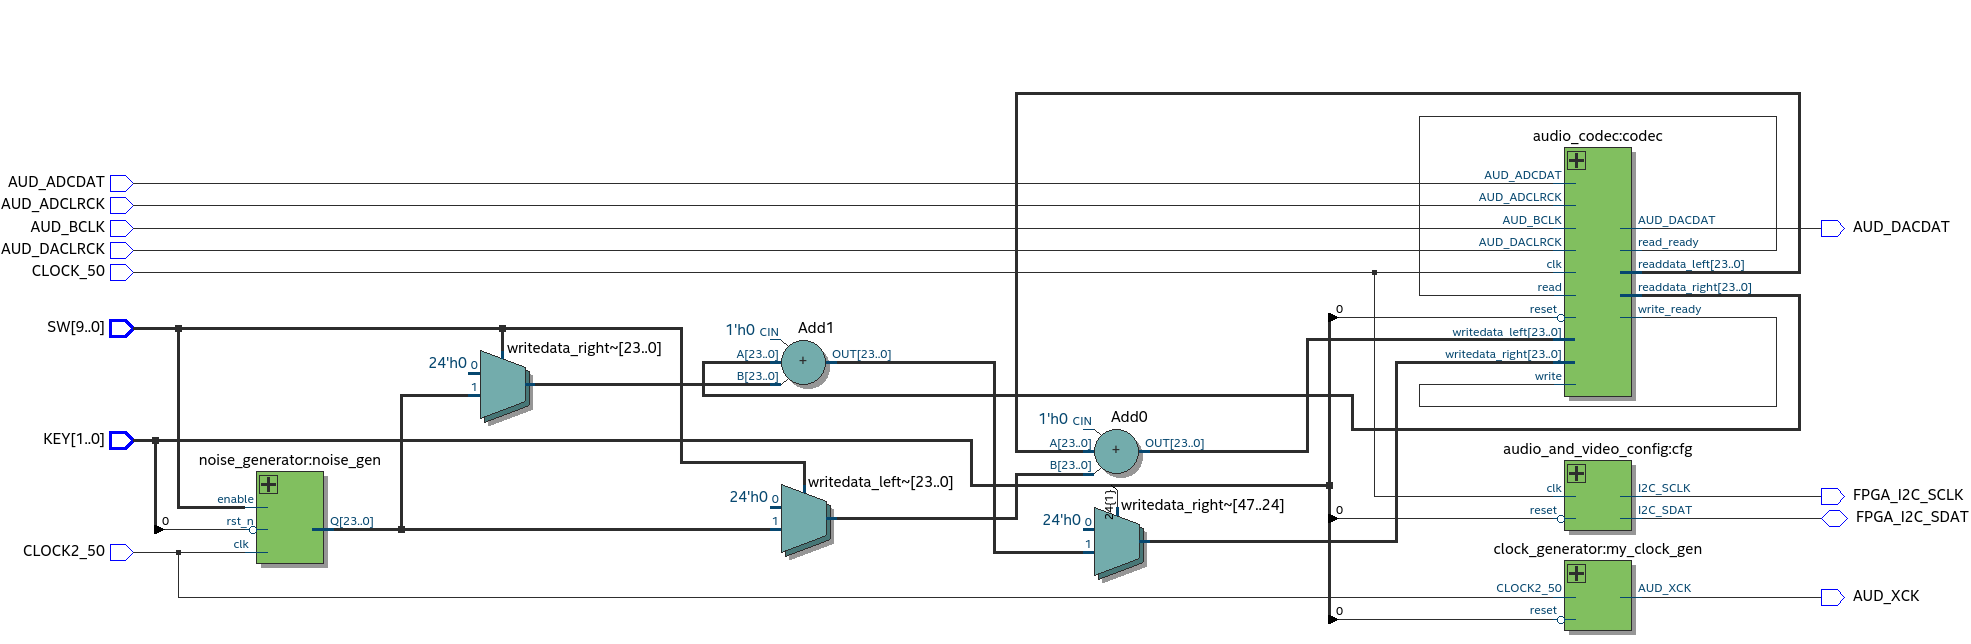 audio_codec:codec
AUD_ADCDAT
AUD_ADCDAT
AUD_ADCLRCK
AUD_ADCLRCK
AUD_BCLK
AUD_BCLK
AUD_DACDAT
AUD_DACDAT
AUD_DACLRCK
AUD_DACLRCK
read_ready
CLOCK_50
clk
readdata_left[23..0]
read
readdata_right[23..0]
0
reset
write_ready
SW[9..0]
1'h0 CIN
Add1
writedata_left[23..0]
writedata_right~[23..0]
A[23..0]
OUT[23..0]
writedata_right[23..0]
24'h0 0
B[23..0]
write
1
1'h0 CIN
Add0
KEY[1..0]
A[23..0]
OUT[23..0]
audio_and_video_config:cfg
noise_generator:noise_gen
B[23..0]
writedata_left~[23..0]
clk
I2C_SCLK
FPGA_I2C_SCLK
enable
24'h0 0
24{1}
writedata_right~[47..24]
0
reset
I2C_SDAT
FPGA_I2C_SDAT
0
rst_n
Q[23..0]
1
24'h0 0
clk
1
CLOCK2_50
clock_generator:my_clock_gen
CLOCK2_50
AUD_XCK
AUD_XCK
0
reset